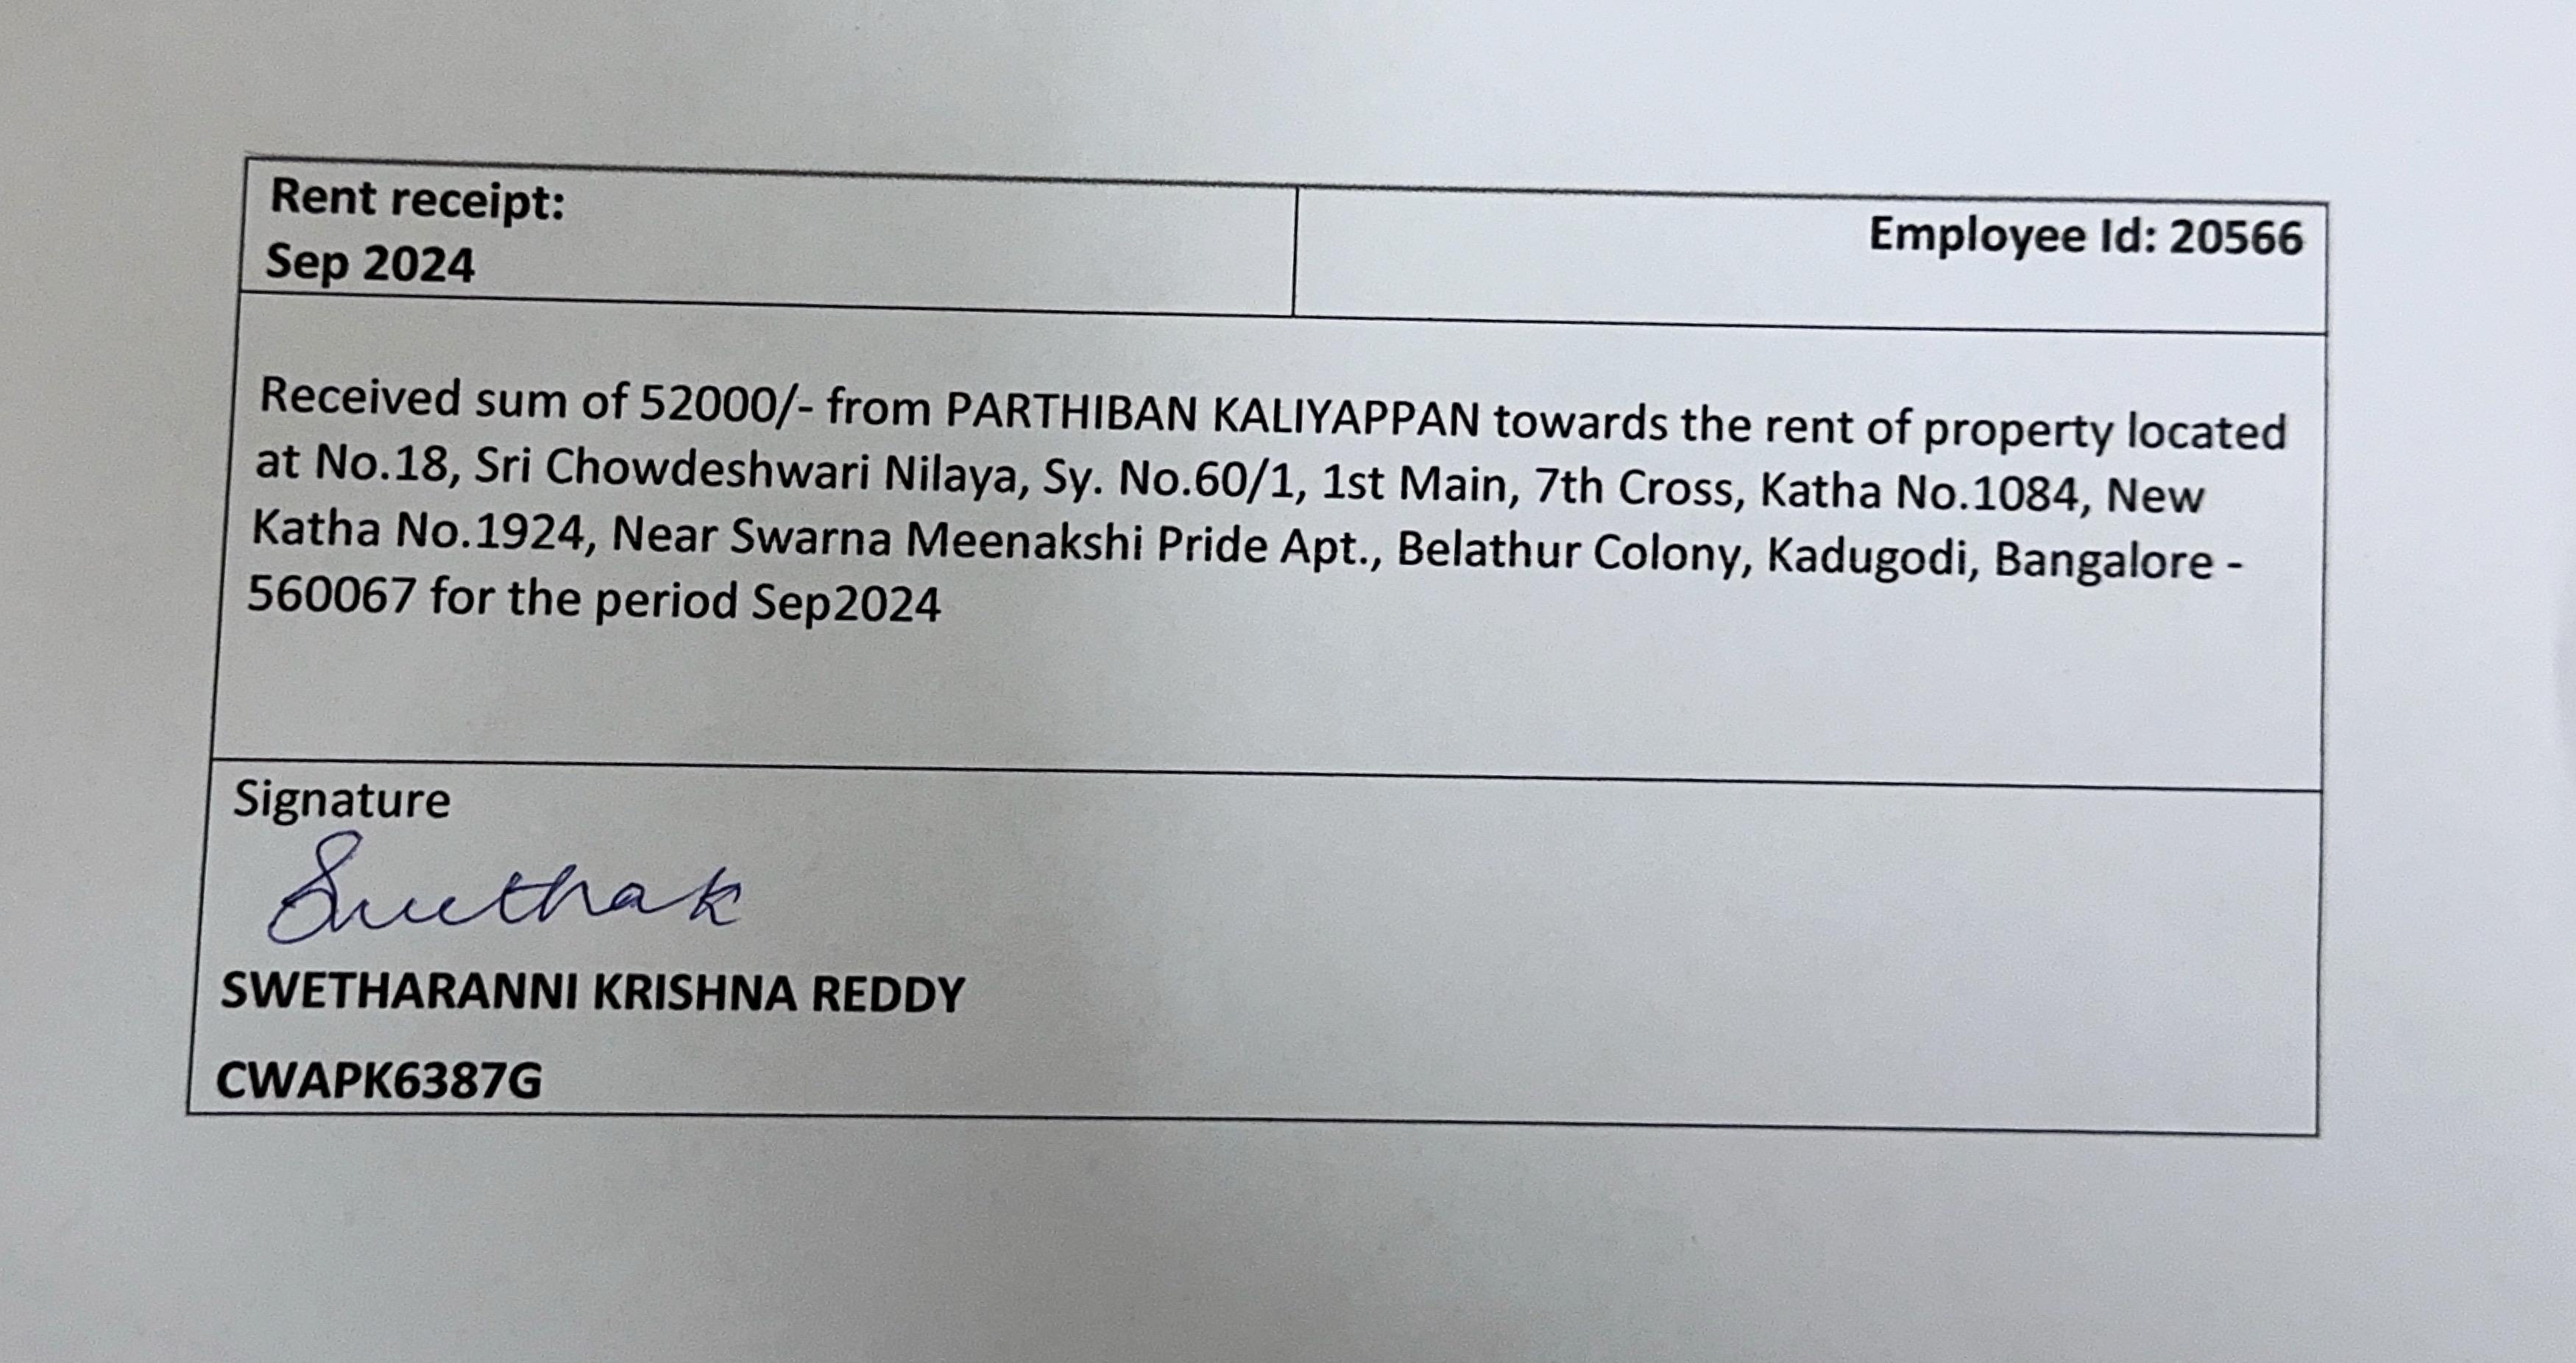 Rent receipt:
Sep 2024
Employee Id: 20566
Received sum of 52000/- from PARTHIBAN KALIYAPPAN towards the rent of property located
at No.18, Sri Chowdeshwari Nilaya, Sy. No.60/1, 1st Main, 7th Cross, Katha No.1084, New
Katha No.1924, Near Swarna Meenakshi Pride Apt., Belathur Colony, Kadugodi, Bangalore -
560067 for the period Sep2024
Signature
Swethak
SWETHARANNI KRISHNA REDDY
CWAPK6387G